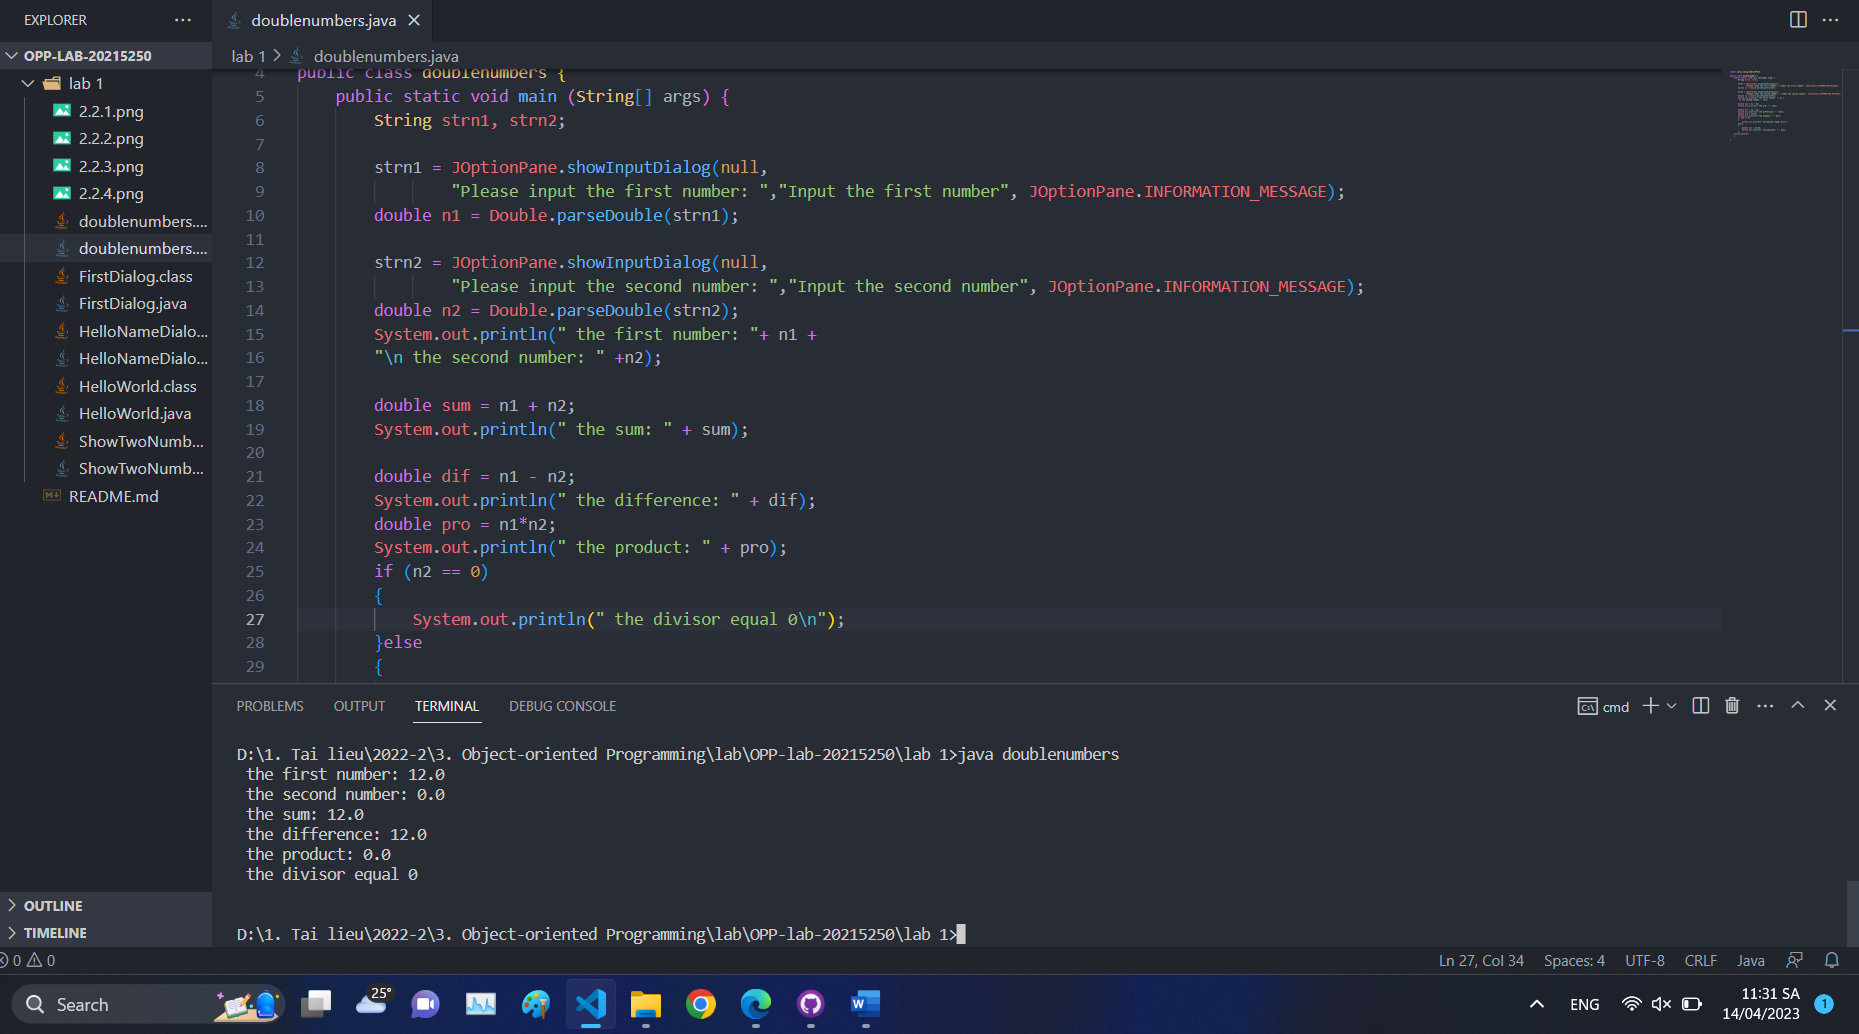 EXPLORER
OPP-LAB-20215250
lab 1
2.2.1.png
2.2.2.png
2.2.3.png
2.2.4.png
doublenumbers....
doublenumbers....
FirstDialog.class
FirstDialog.java
HelloNameDialo...
HelloNameDialo...
HelloWorld.class
HelloWorld.java
ShowTwoNumb...
ShowTwoNumb...
README.md
OUTLINE
TIMELINE
doublenumbers.java
lab 1 > doublenumbers.java
4 public class doublenumbers {
5 public static void main (String[] args) {
6 String strn1, strn2;
7
8 strn1 = JOptionPane.showInputDialog(null,
9 "Please input the first number: ","Input the first number", JOptionPane.INFORMATION_MESSAGE);
10 double n1 = Double.parseDouble(strn1);
11
12 strn2 = JOptionPane.showInputDialog(null,
13 "Please input the second number: ","Input the second number", JOptionPane.INFORMATION_MESSAGE);
14 double n2 = Double.parseDouble(strn2);
15 System.out.println(" the first number: "+ n1 +
16 "\n the second number: " +n2);
17
18 double sum = n1 + n2;
19 System.out.println(" the sum: " + sum);
20
21 double dif = n1 - n2;
22 System.out.println(" the difference: " + dif);
23 double pro = n1*n2;
24 System.out.println(" the product: " + pro);
25 if (n2 == 0)
26 {
27 System.out.println(" the divisor equal 0\n");
28 }else
29 {
PROBLEMS OUTPUT TERMINAL DEBUG CONSOLE
cmd
D:\1. Tai lieu\2022-2\3. Object-oriented Programming\lab\OPP-lab-20215250\lab 1>java doublenumbers
the first number: 12.0
the second number: 0.0
the sum: 12.0
the difference: 12.0
the product: 0.0
the divisor equal 0
D:\1. Tai lieu\2022-2\3. Object-oriented Programming\lab\OPP-lab-20215250\lab 1>
0 0
Ln 27, Col 34 Spaces: 4 UTF-8 CRLF Java
Search
25°
ENG
11:31 SA
14/04/2023
1